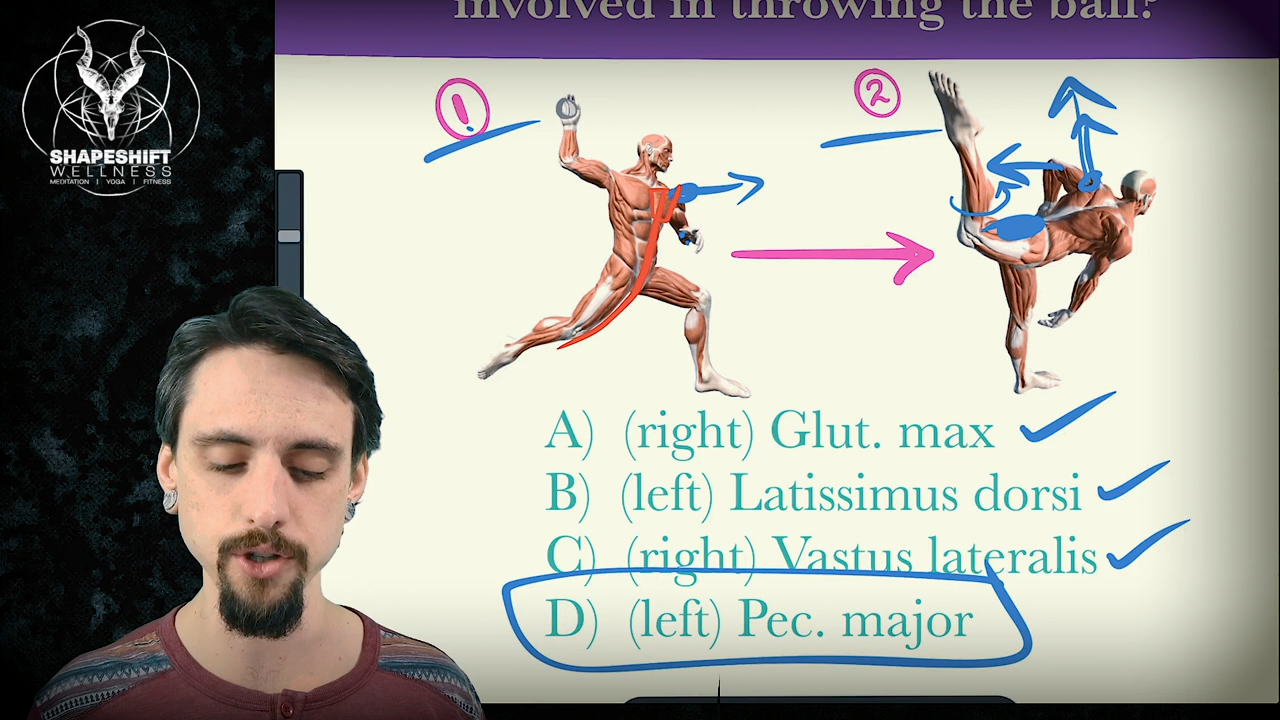 involved in throwing the ball?
1
2
SHAPESHIFT
WELLNESS
MEDITATION | YOGA | FITNESS
A) (right) Glut. max
B) (left) Latissimus dorsi
C) (right) Vastus lateralis
D) (left) Pec. major